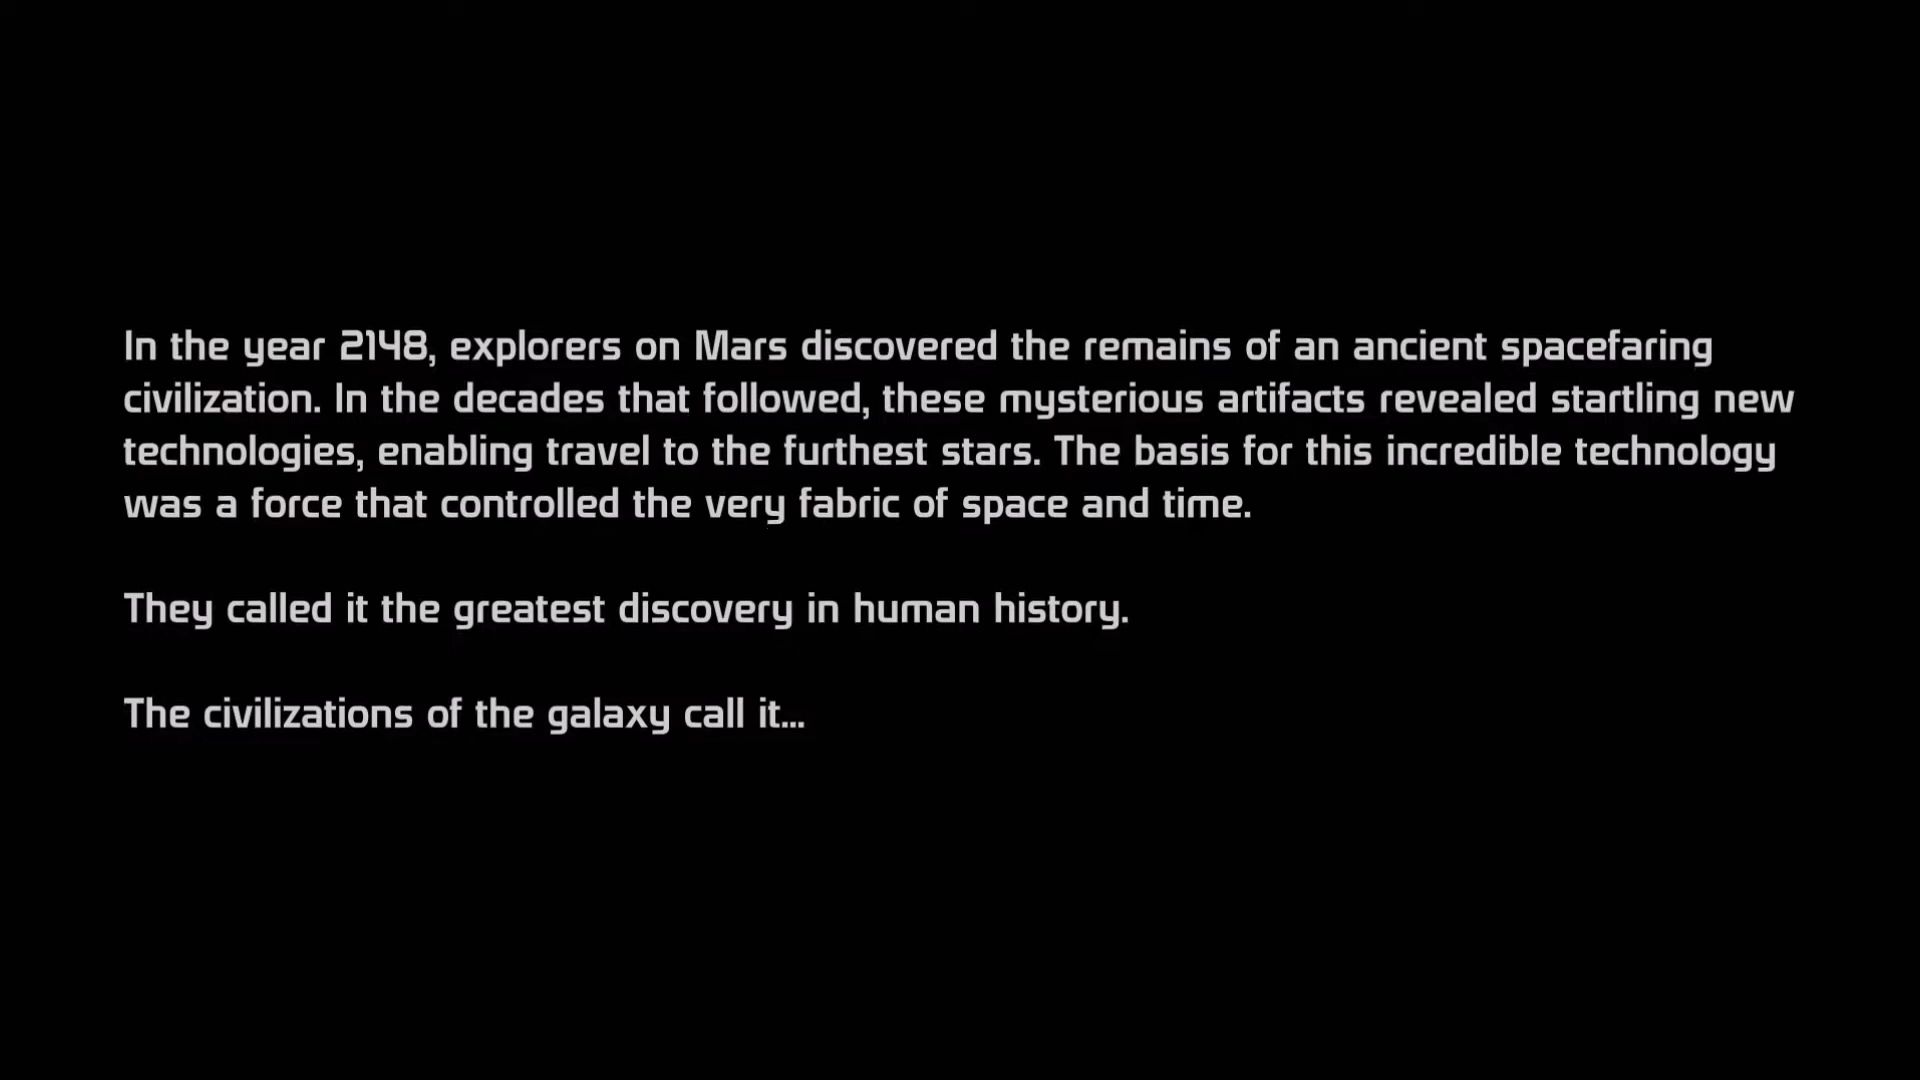 In the year 2148, explorers on Mars discovered the remains of an ancient spacefaring
civilization. In the decades that followed, these mysterious artifacts revealed startling new
technologies, enabling travel to the furthest stars. The basis for this incredible technology
was a force that controlled the very fabric of space and time.
They called it the greatest discovery in human history.
The civilizations of the galaxy call it...